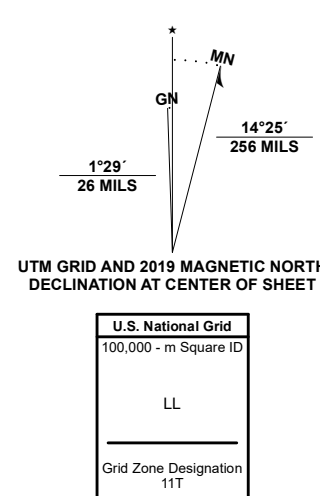 ★
MN
GN
14°25´
256 MILS
1°29´
26 MILS
UTM GRID AND 2019 MAGNETIC NORTH
DECLINATION AT CENTER OF SHEET
U.S. National Grid
100,000 - m Square ID
LL
Grid Zone Designation
11T